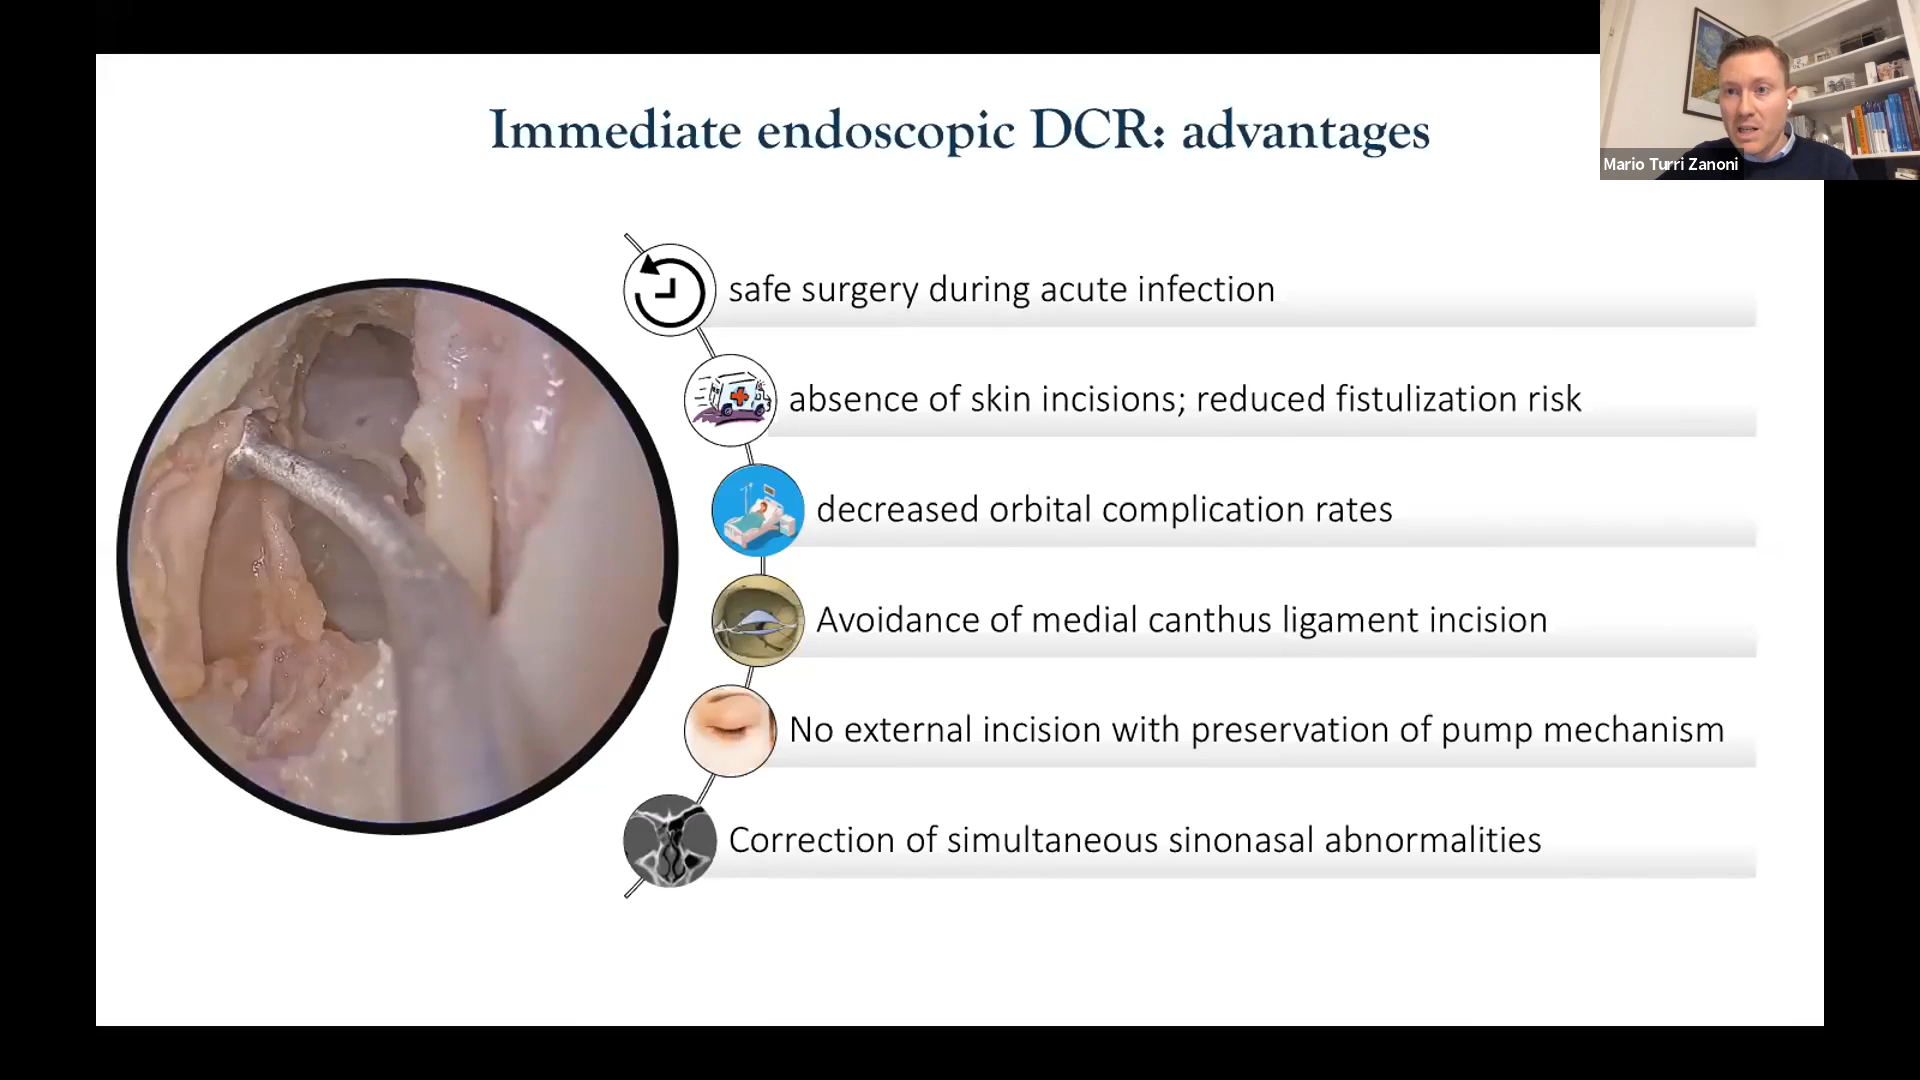 Immediate endoscopic DCR: advantages
Mario Turri Zanoni
safe surgery during acute infection
absence of skin incisions; reduced fistulization risk
decreased orbital complication rates
Avoidance of medial canthus ligament incision
No external incision with preservation of pump mechanism
Correction of simultaneous sinonasal abnormalities